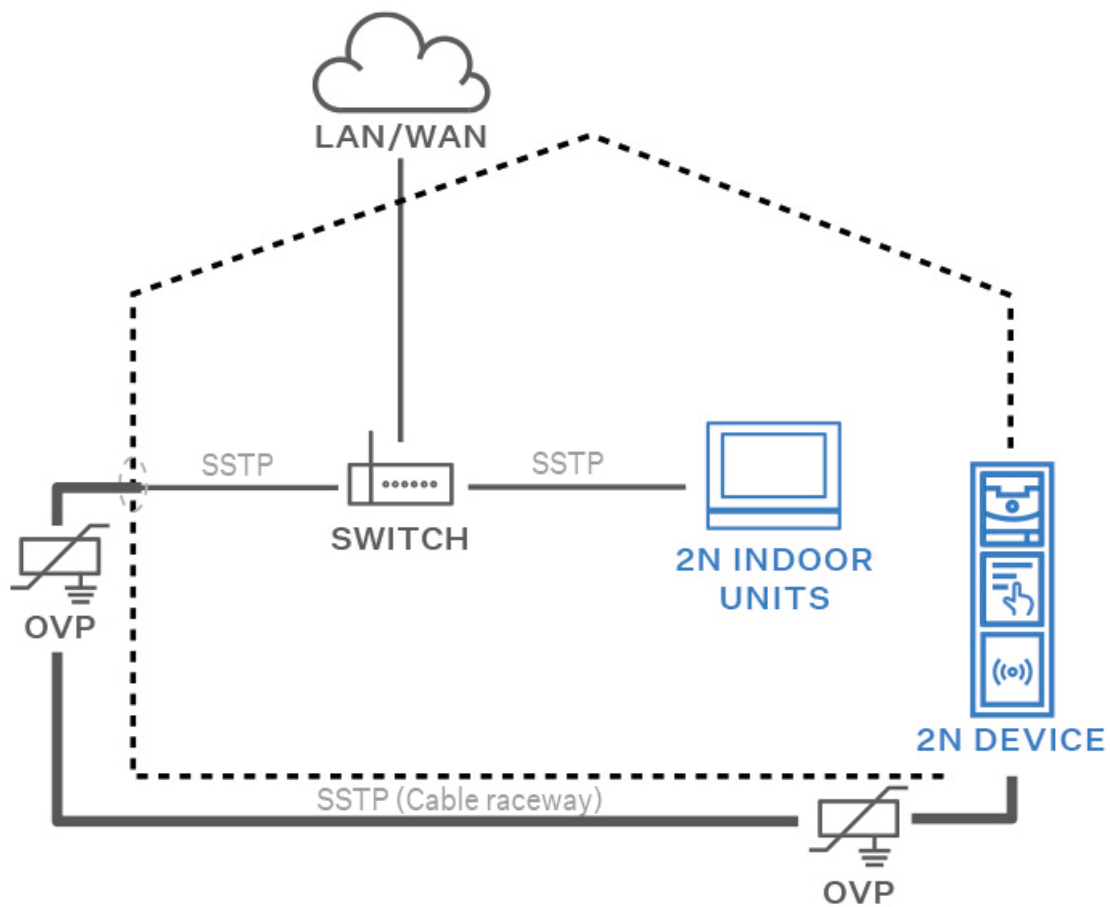 LAN/WAN
SSTP
SSTP
SWITCH
2N INDOOR
UNITS
OVP
2N DEVICE
SSTP (Cable raceway)
OVP